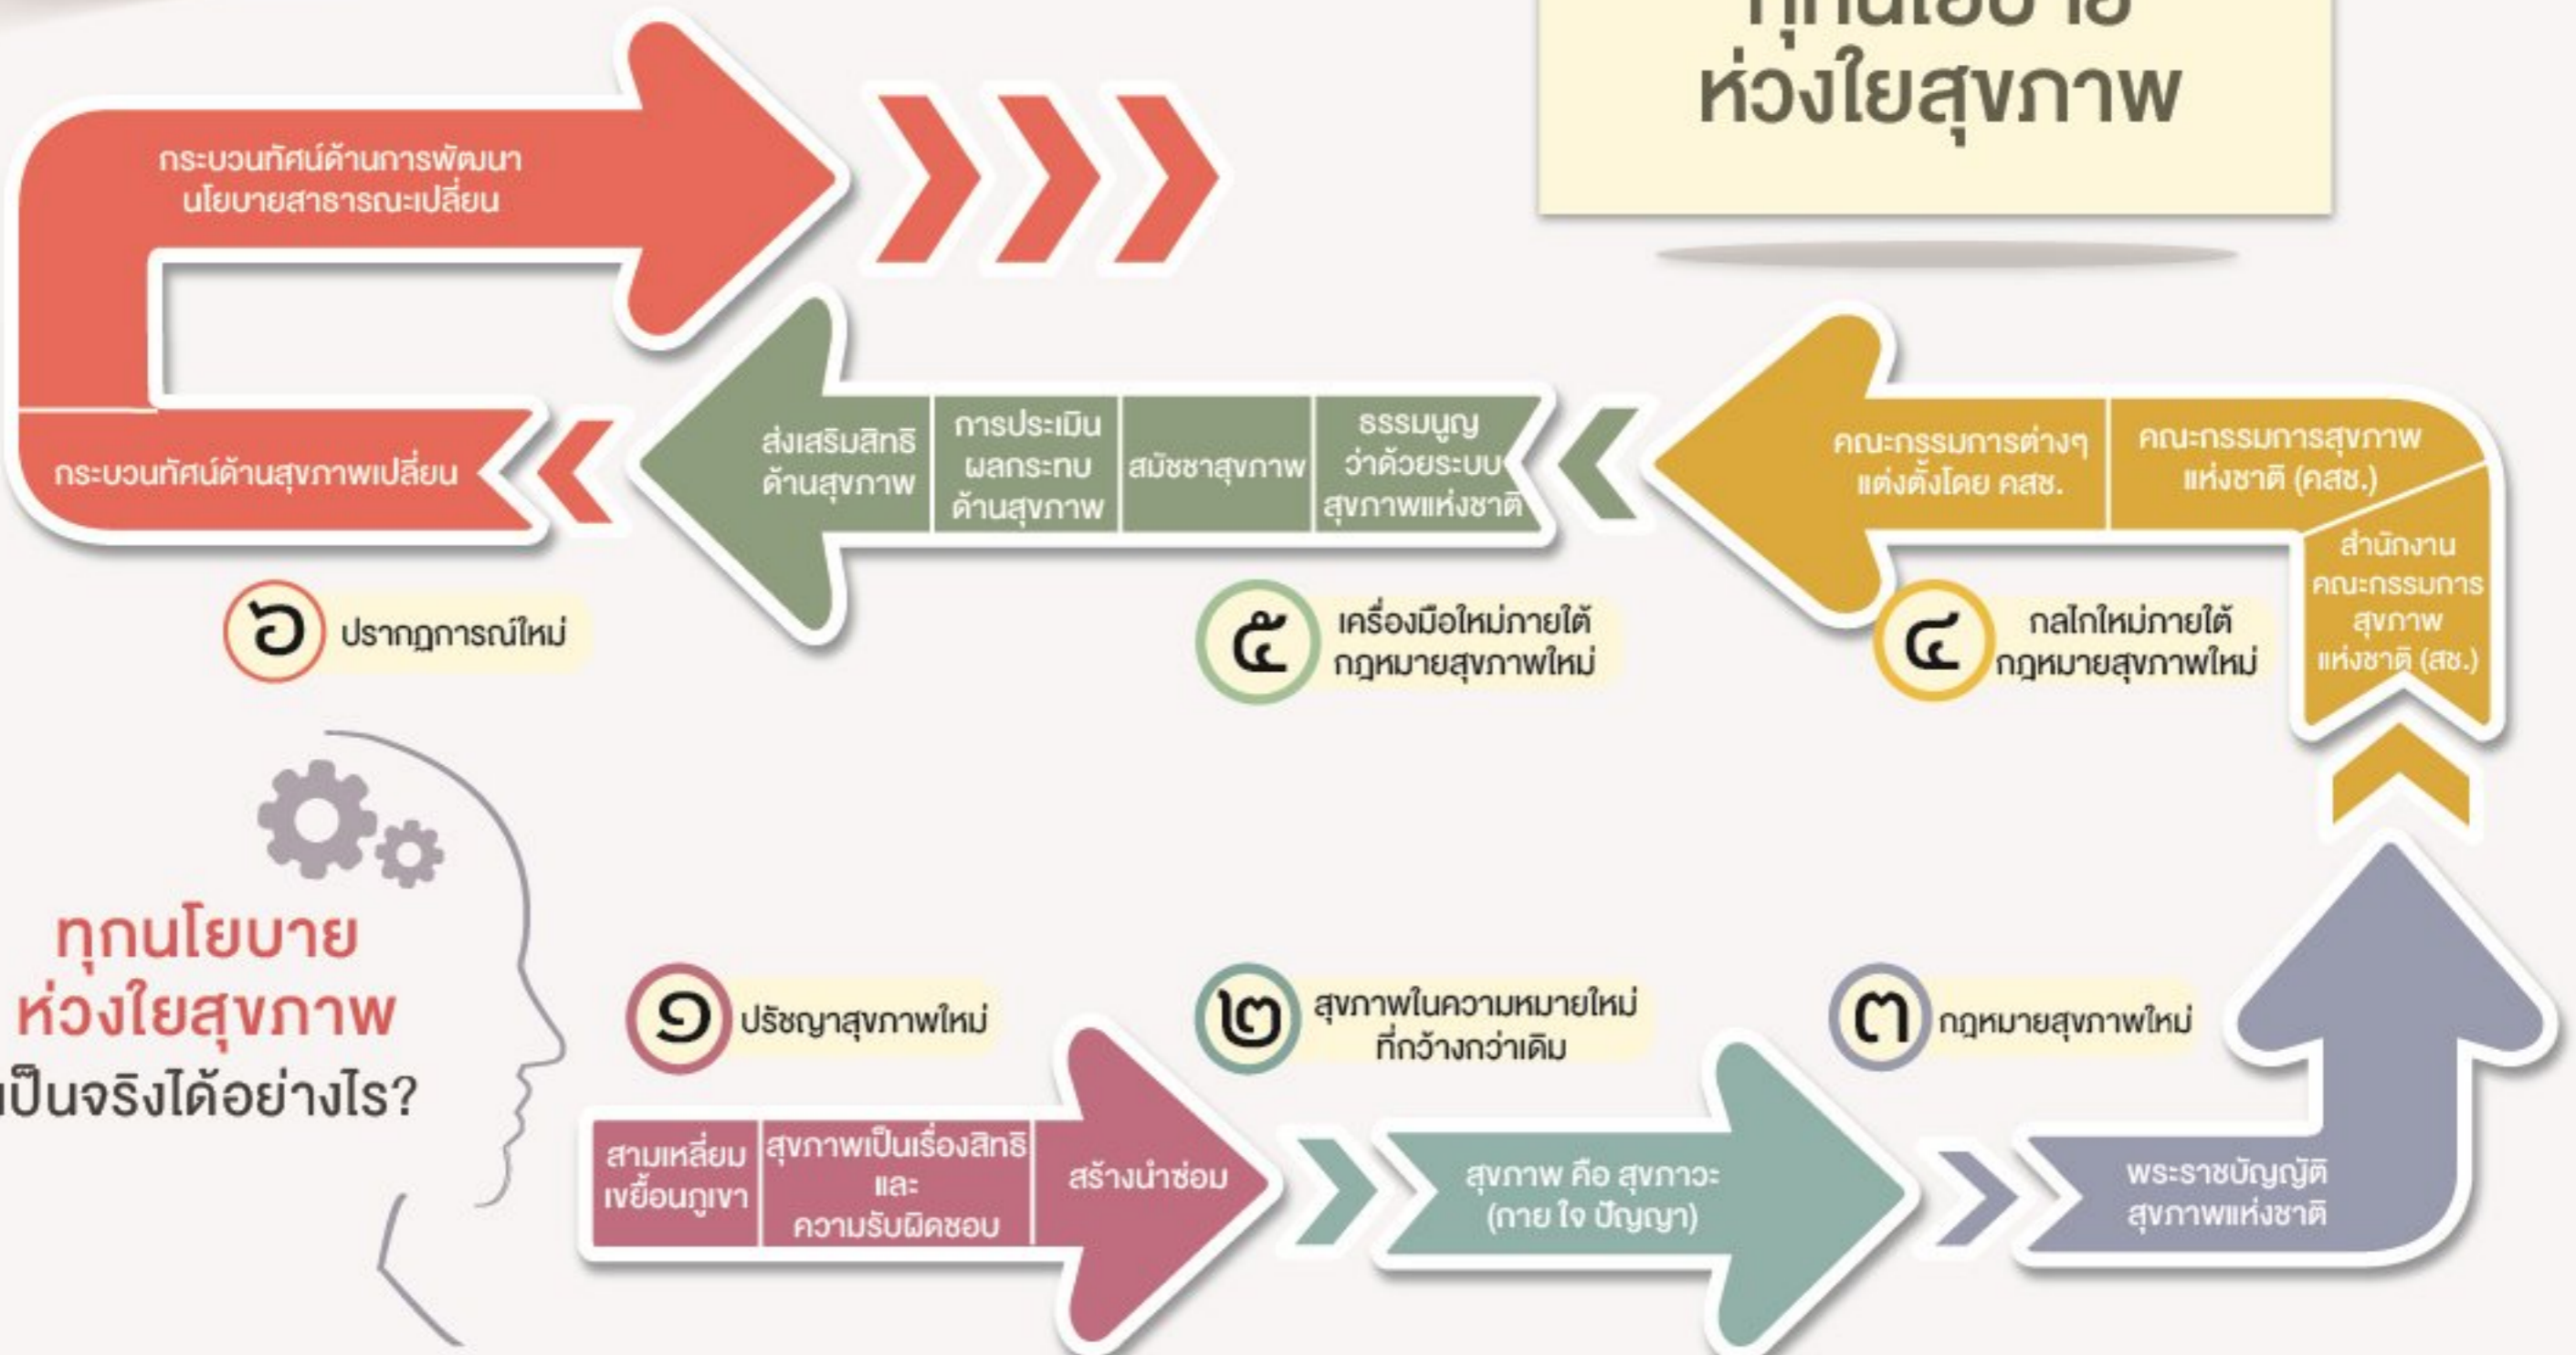 ทุกนโยบาย
ห่วงใยสุขภาพ
กระบวนทัศน์ด้านการพัฒนา
นโยบายสาธารณะเปลี่ยน
กระบวนทัศน์ด้านสุขภาพเปลี่ยน
ส่งเสริมสิทธิ
ด้านสุขภาพ
การประเมิน
ผลกระทบ
ด้านสุขภาพ
สมัชชาสุขภาพ
ธรรมนูญ
ว่าด้วยระบบ
สุขภาพแห่งชาติ
คณะกรรมการต่างๆ
แต่งตั้งโดย คสช.
คณะกรรมการสุขภาพ
แห่งชาติ (คสช.)
สำนักงาน
คณะกรรมการ
สุขภาพ
แห่งชาติ (สช.)
๖ ปรากฏการณ์ใหม่
๕ เครื่องมือใหม่ภายใต้
กฎหมายสุขภาพใหม่
๔ กลไกใหม่ภายใต้
กฎหมายสุขภาพใหม่
ทุกนโยบาย
ห่วงใยสุขภาพ
เป็นจริงได้อย่างไร?
๑ ปรัชญาสุขภาพใหม่
๒ สุขภาพในความหมายใหม่
ที่กว้างกว่าเดิม
๓ กฎหมายสุขภาพใหม่
สามเหลี่ยม
เขยื้อนภูเขา
สุขภาพเป็นเรื่องสิทธิ
และ
ความรับผิดชอบ
สร้างนำซ่อม
สุขภาพ คือ สุขภาวะ
(กาย ใจ ปัญญา)
พระราชบัญญัติ
สุขภาพแห่งชาติ